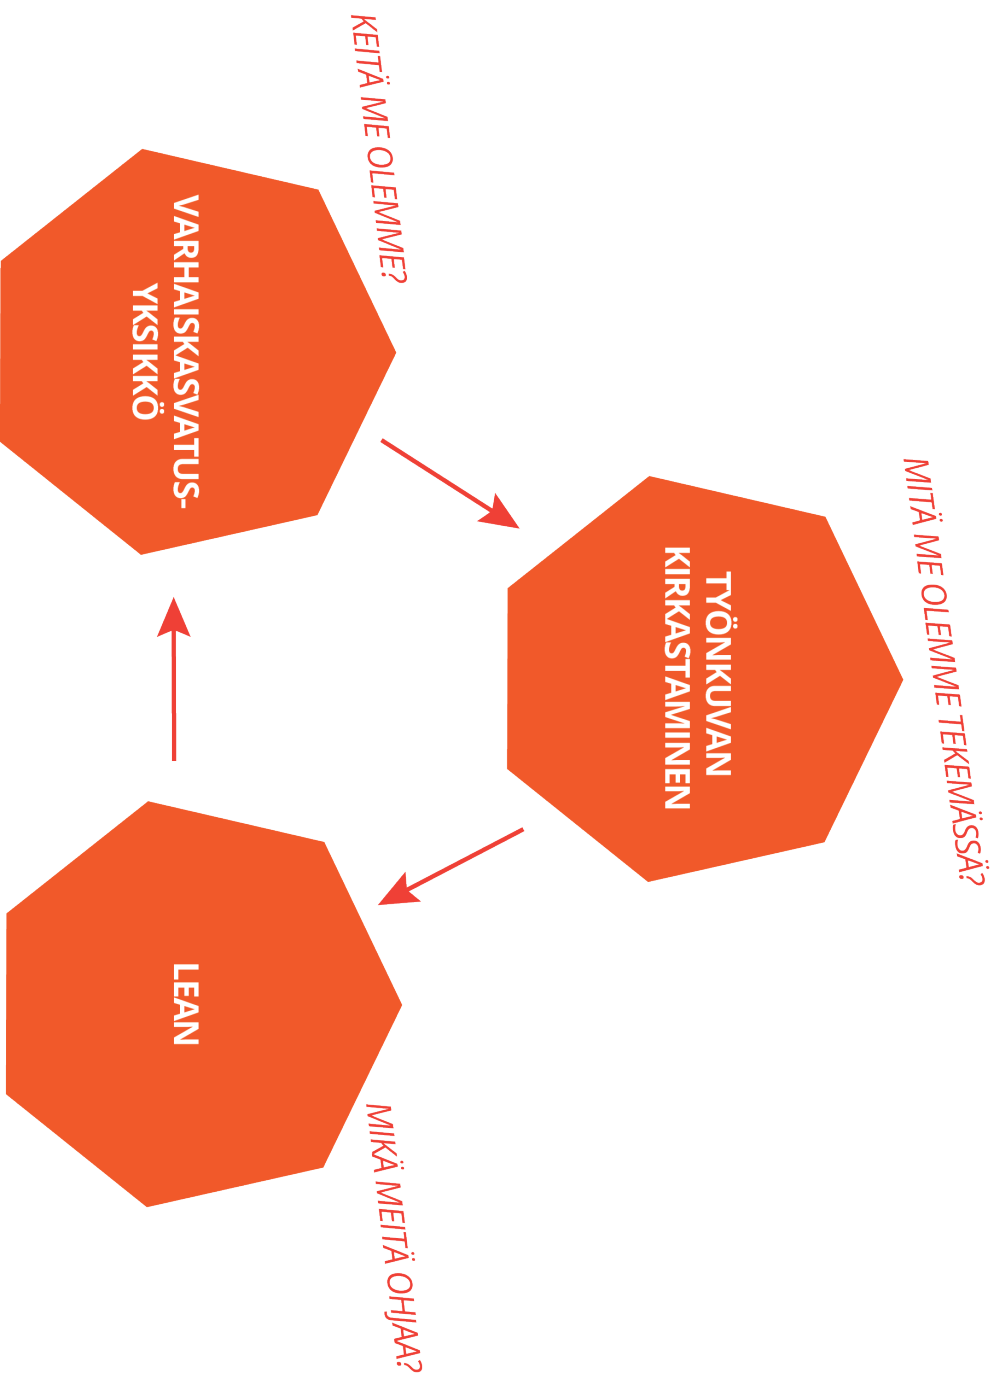 MITÄ ME OLEMME TEKEMÄSSÄ?
TYÖNKUVAN
KIRKASTAMINEN
KEITÄ ME OLEMME?
VARHAISKASVATUS-
YKSIKKÖ
MIKÄ MEITÄ OHJAA?
LEAN